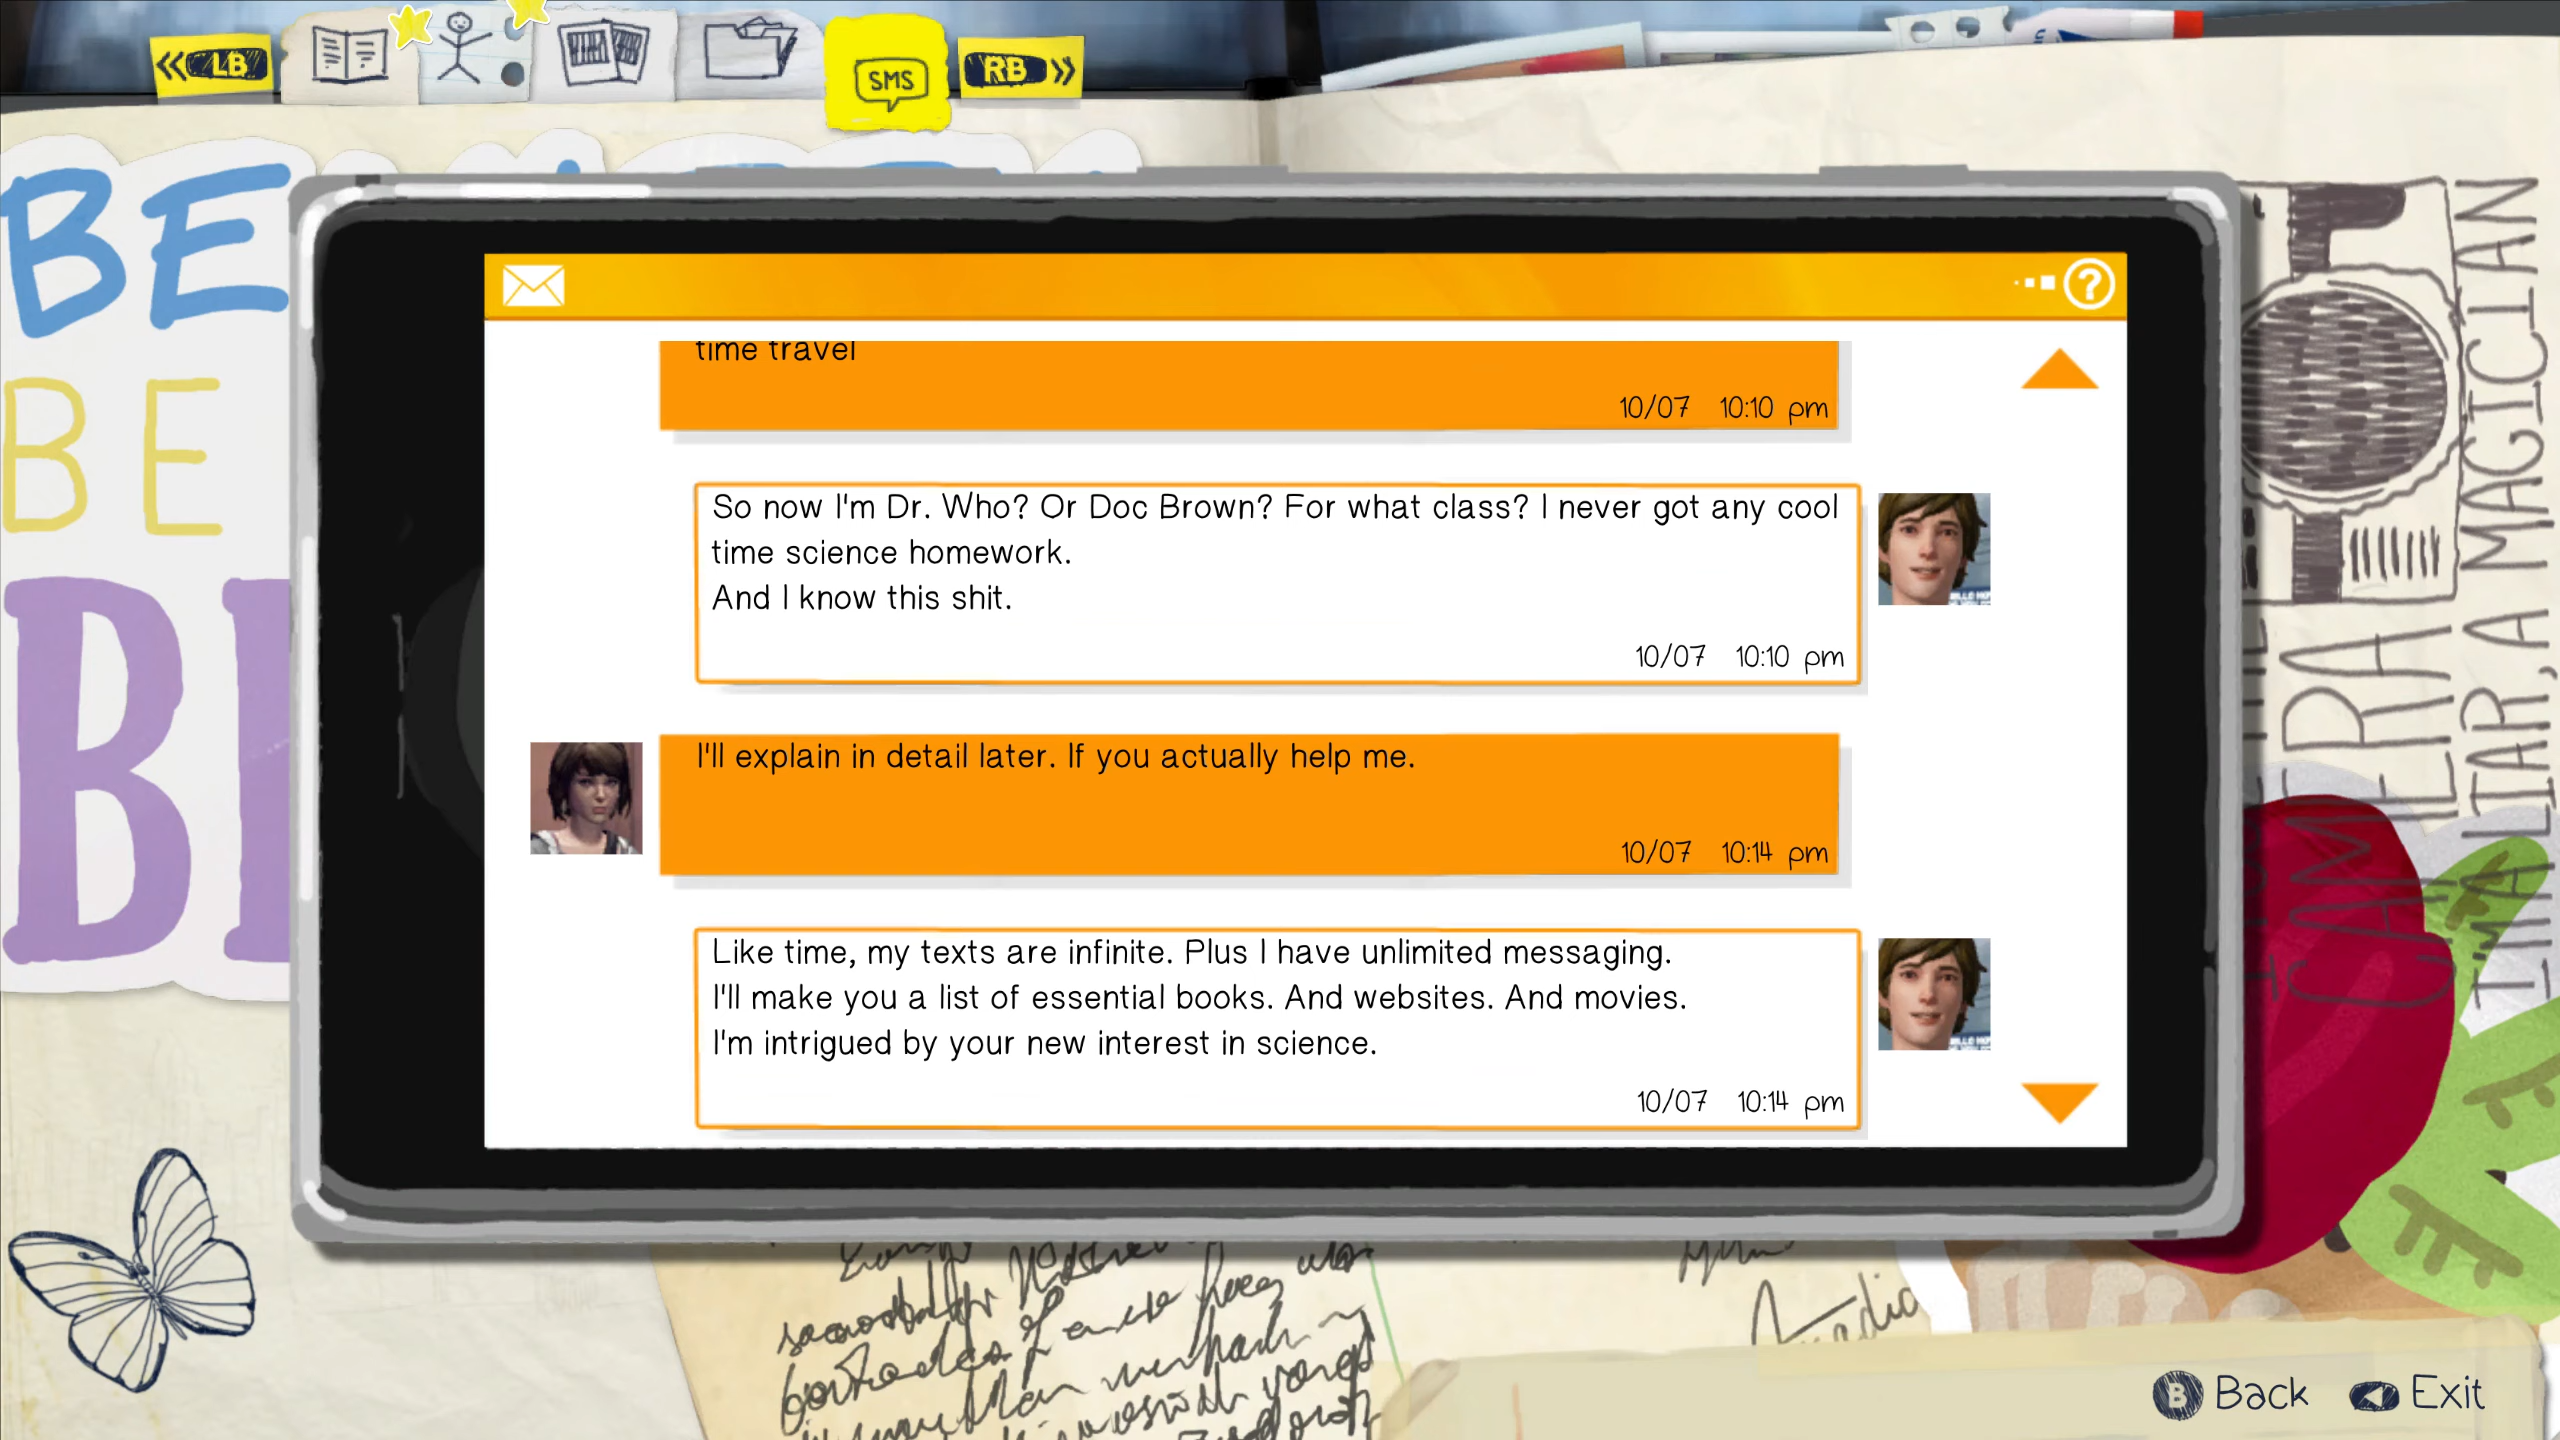 LB
SMS
RB
BE
BE
time travel
10/07 10:10 pm
So now I'm Dr. Who? Or Doc Brown? For what class? I never got any cool
time science homework.
And I know this shit.
10/07 10:10 pm
I'll explain in detail later. If you actually help me.
10/07 10:14 pm
Like time, my texts are infinite. Plus I have unlimited messaging.
I'll make you a list of essential books. And websites. And movies.
I'm intrigued by your new interest in science.
10/07 10:14 pm
CAMERA
LIAR, A MAGICIAN
B Back
Exit